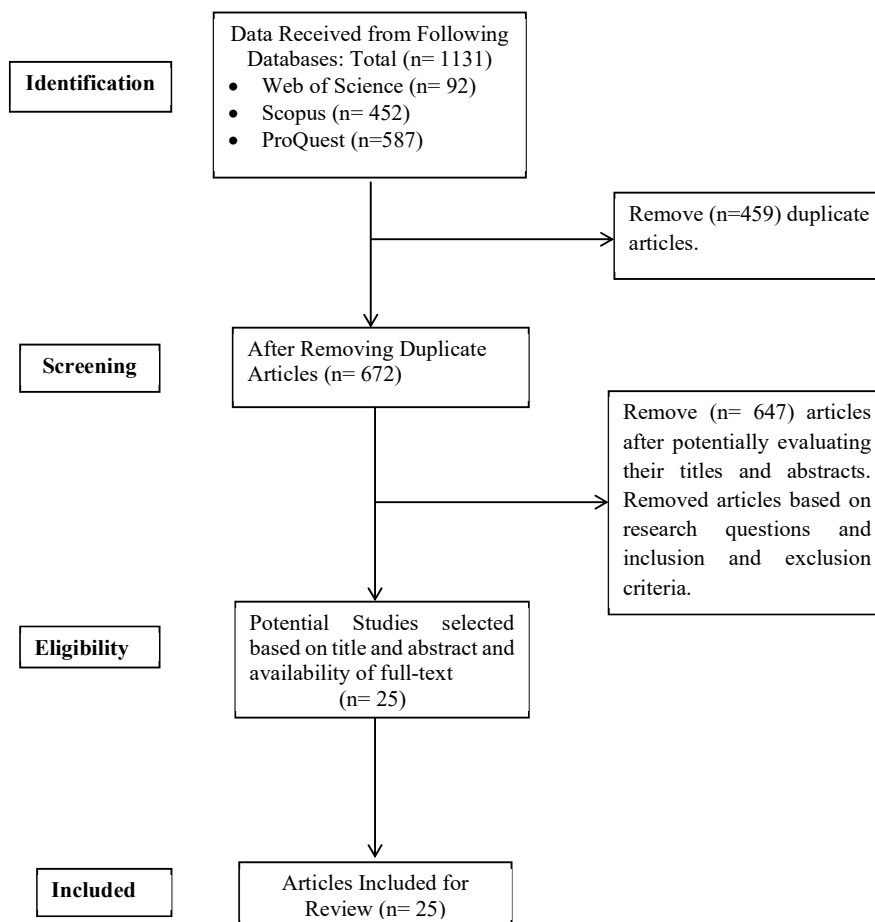 Identification
Data Received from Following
Databases: Total (n= 1131)
• Web of Science (n= 92)
• Scopus (n= 452)
• ProQuest (n=587)
Remove (n=459) duplicate
articles.
Screening
After Removing Duplicate
Articles (n= 672)
Remove (n= 647) articles
after potentially evaluating
their titles and abstracts.
Removed articles based on
research questions and
inclusion and exclusion
criteria.
Eligibility
Potential Studies selected
based on title and abstract and
availability of full-text
(n= 25)
Included
Articles Included for
Review (n= 25)